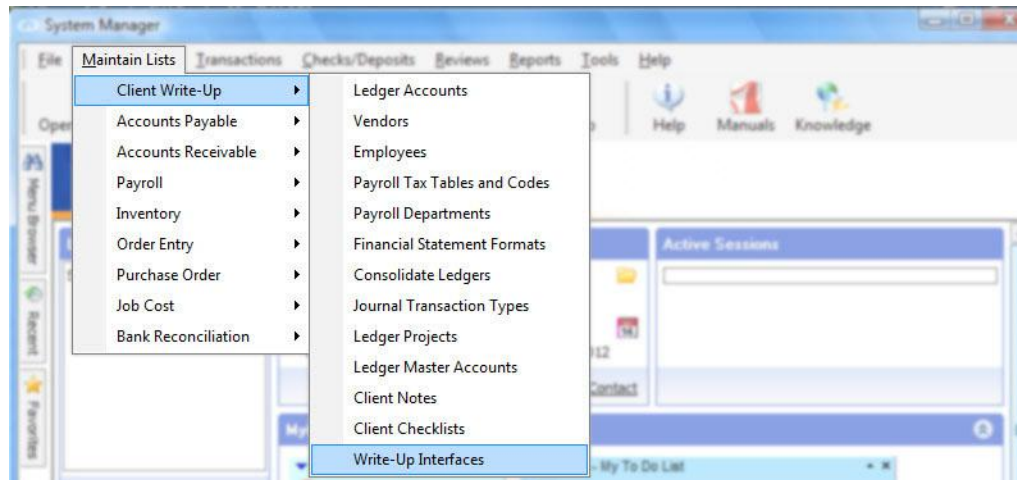 System Manager
File Maintain Lists Transactions Checks/Deposits Reviews Reports Tools Help
Help Manuals Knowledge
Menu Browser
Recent
Favorites
Client Write-Up
Accounts Payable
Accounts Receivable
Payroll
Inventory
Order Entry
Purchase Order
Job Cost
Bank Reconciliation
Ledger Accounts
Vendors
Employees
Payroll Tax Tables and Codes
Payroll Departments
Financial Statement Formats
Consolidate Ledgers
Journal Transaction Types
Ledger Projects
Ledger Master Accounts
Client Notes
Client Checklists
Write-Up Interfaces
Active Sessions
Contact
My To Do List